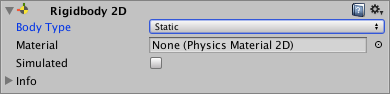 Rigidbody 2D
Body Type Static
Material None (Physics Material 2D)
Simulated
Info